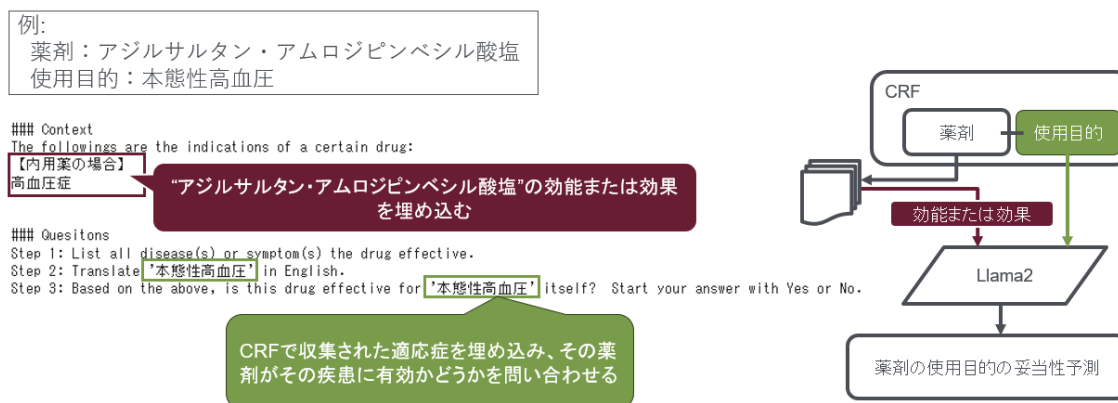 例:
薬剤：アジルサルタン・アムロジピンベシル酸塩
使用目的：本態性高血圧
### Context
The followings are the indications of a certain drug:
【内用薬の場合】
高血圧症
“アジルサルタン・アムロジピンベシル酸塩”の効能または効果
を埋め込む
### Quesitons
Step 1: List all disease(s) or symptom(s) the drug effective.
Step 2: Translate '本態性高血圧' in English.
Step 3: Based on the above, is this drug effective for '本態性高血圧' itself? Start your answer with Yes or No.
CRFで収集された適応症を埋め込み、その薬
剤がその疾患に有効かどうかを問い合わせる
CRF
薬剤
使用目的
効能または効果
Llama2
薬剤の使用目的の妥当性予測